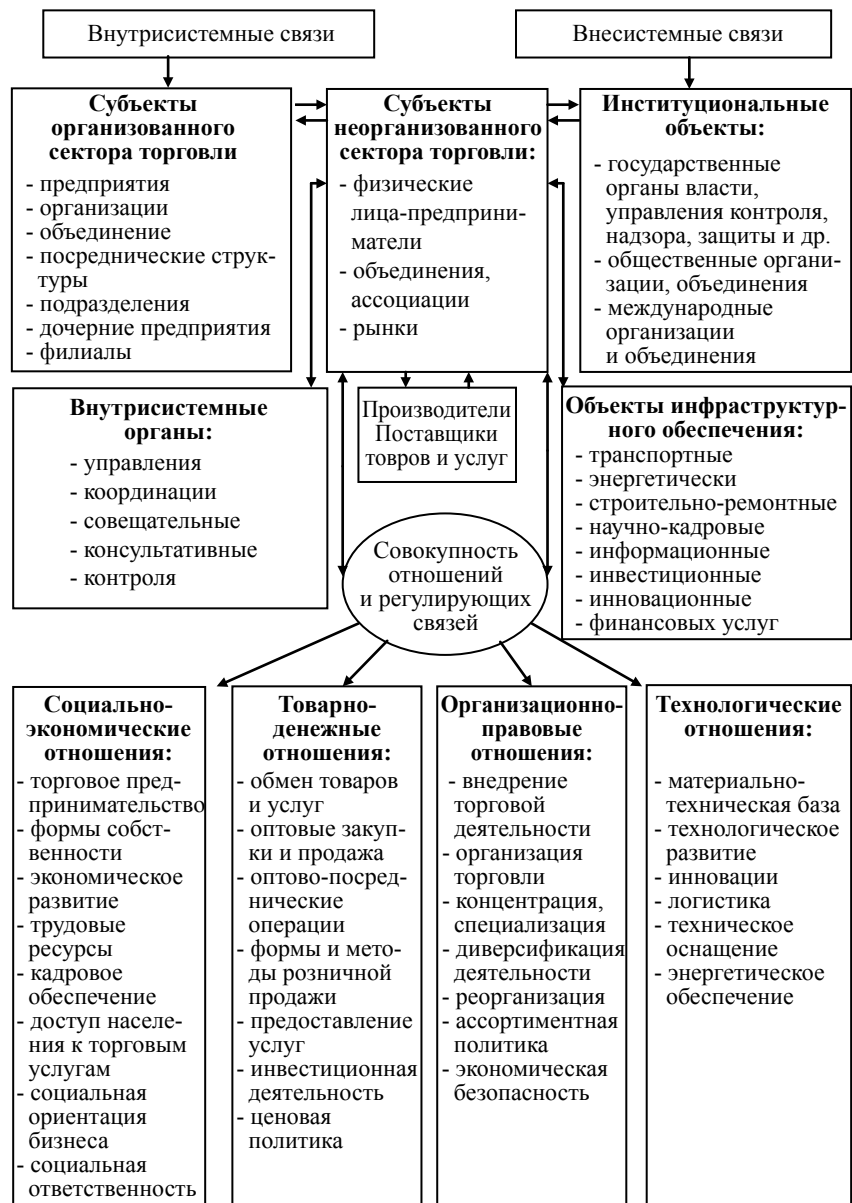 Внутрисистемные связи
Внесистемные связи
Субъекты
организованного
сектора торговли
- предприятия
- организации
- объединение
- посреднические струк-
туры
- подразделения
- дочерние предприятия
- филиалы
Субъекты
неорганизованного
сектора торговли:
- физические
лица-предприни-
матели
- объединения,
ассоциации
- рынки
Институциональные
объекты:
- государственные
органы власти,
управления контроля,
надзора, защиты и др.
- общественные органи-
зации, объединения
- международные
организации
и объединения
Внутрисистемные
органы:
- управления
- координации
- совещательные
- консультативные
- контроля
Производители
Поставщики
товров и услуг
Объекты инфраструктур-
ного обеспечения:
- транспортные
- энергетически
- строительно-ремонтные
- научно-кадровые
- информационные
- инвестиционные
- инновационные
- финансовых услуг
Совокупность
отношений
и регулирующих
связей
Социально-
экономические
отношения:
- торговое пред-
принимательство
- формы собст-
венности
- экономическое
развитие
- трудовые
ресурсы
- кадровое
обеспечение
- доступ населе-
ния к торговым
услугам
- социальная
ориентация
бизнеса
- социальная
ответственность
Товарно-
денежные
отношения:
- обмен товаров
и услуг
- оптовые закуп-
ки и продажа
- оптово-посред-
нические
операции
- формы и мето-
ды розничной
продажи
- предоставление
услуг
- инвестиционная
деятельность
- ценовая
политика
Организационно-
правовые
отношения:
- внедрение
торговой
деятельности
- организация
торговли
- концентрация,
специализация
- диверсификация
деятельности
- реорганизация
- ассортиментная
политика
- экономическая
безопасность
Технологические
отношения:
- материально-
техническая база
- технологическое
развитие
- инновации
- логистика
- техническое
оснащение
- энергетическое
обеспечение